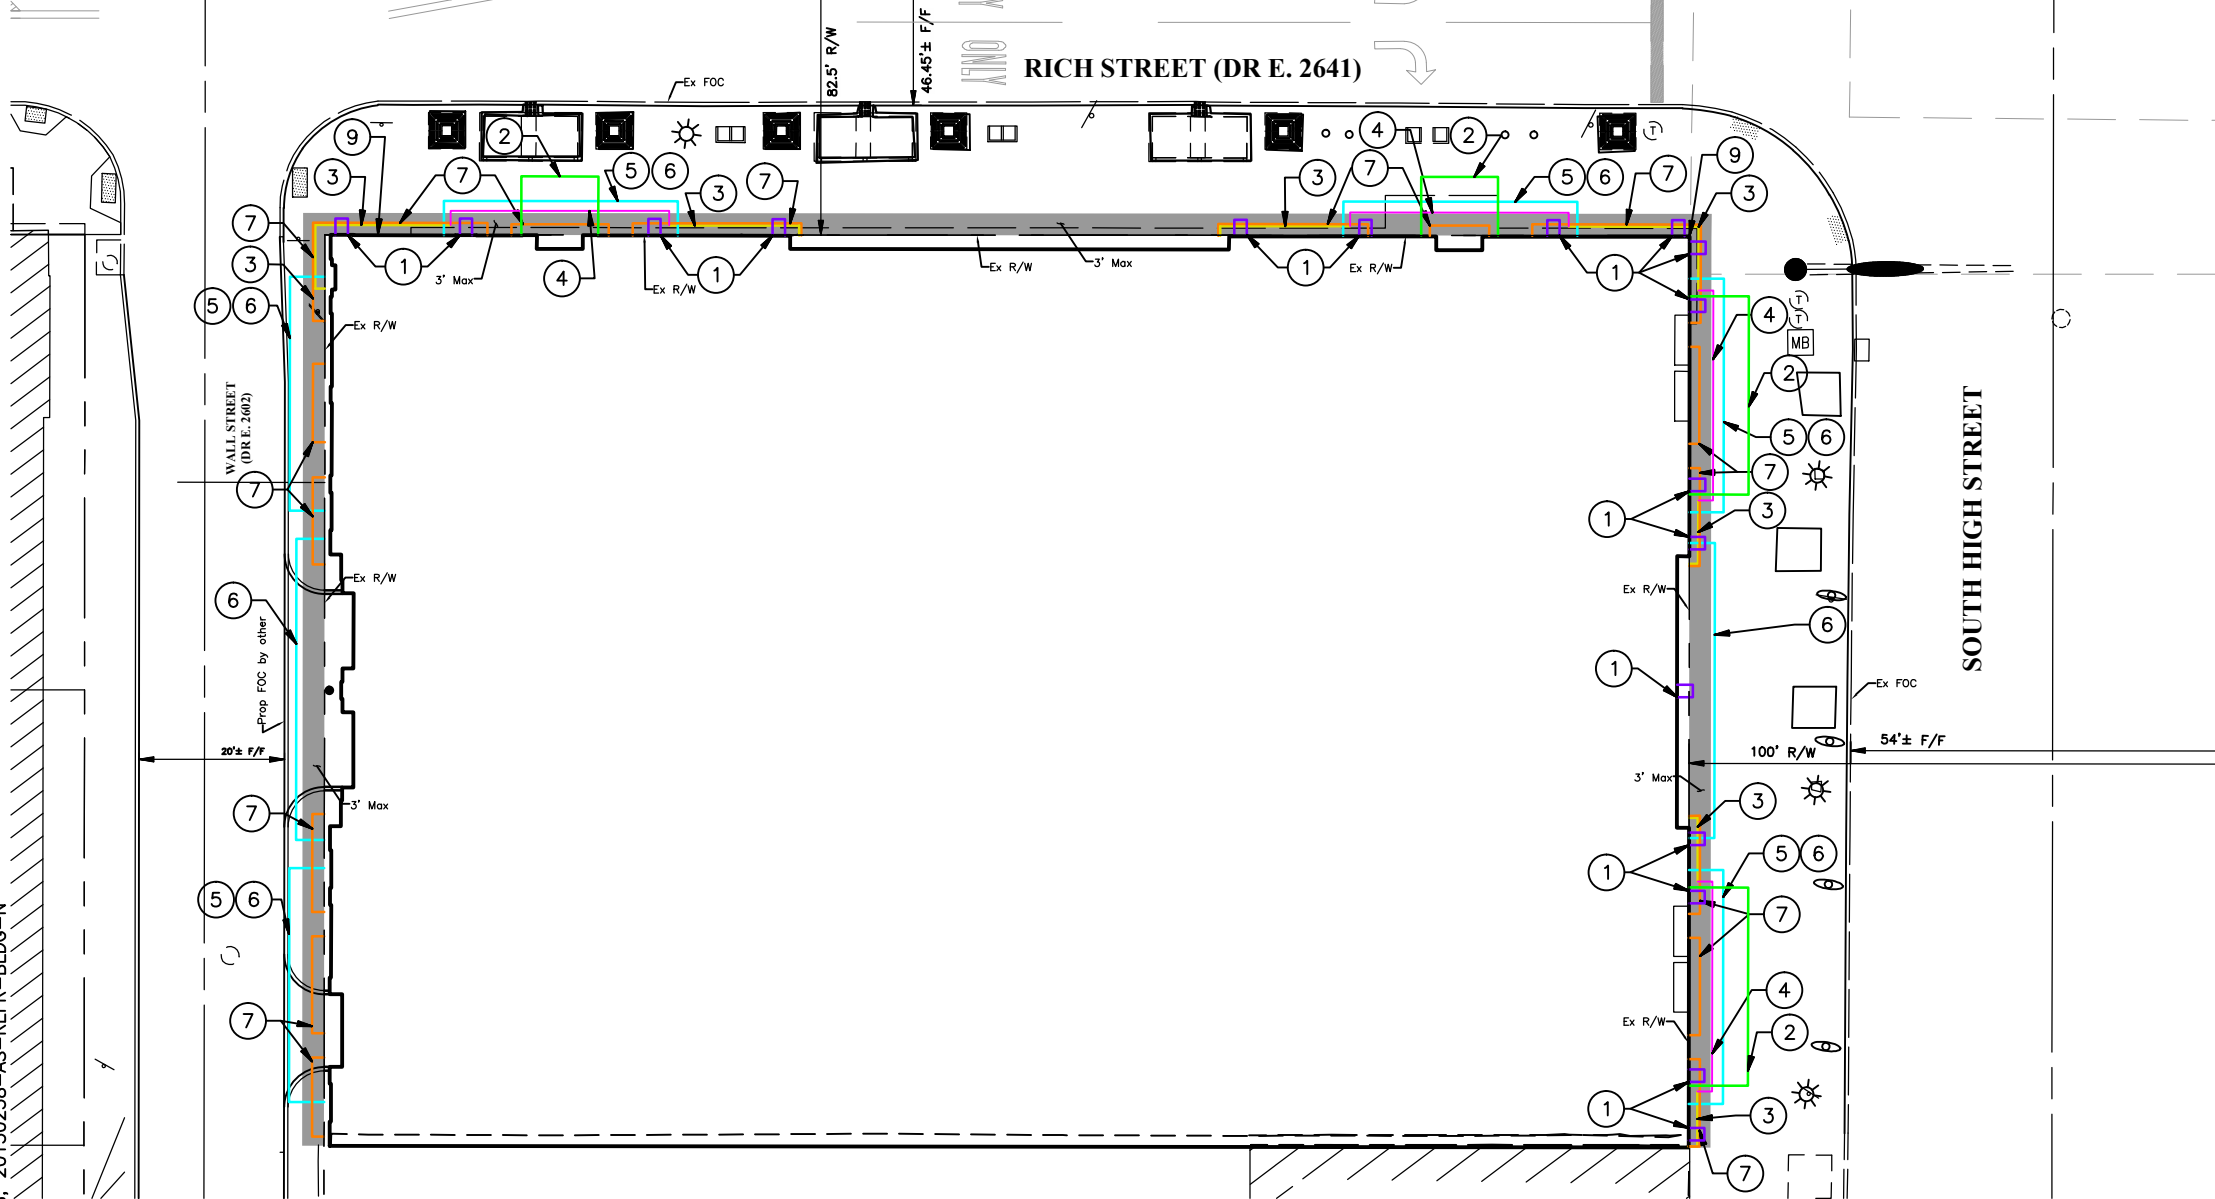 ONLY
RICH STREET (DR E. 2641)
82.5' R/W
46.45'± F/F
Ex FOC
9
2
4
2
T
9
3
7
5 6
3
7
3
7
5 6
7
3
7
3
1
3' Max
4
Ex R/W
1
Ex R/W
3' Max
1
Ex R/W
1
5 6
Ex R/W
T
T
4
MB
2
WALL STREET
(DR E. 2602)
5 6
7
7
L
1
3
SOUTH HIGH STREET
Ex R/W
Ex R/W
6
6
Prop FOC by other
1
Ex FOC
20'± F/F
100' R/W
54'± F/F
3' Max
3' Max
7
3
5 6
1
5 6
7
4
7
Ex R/W
2
1
3
7